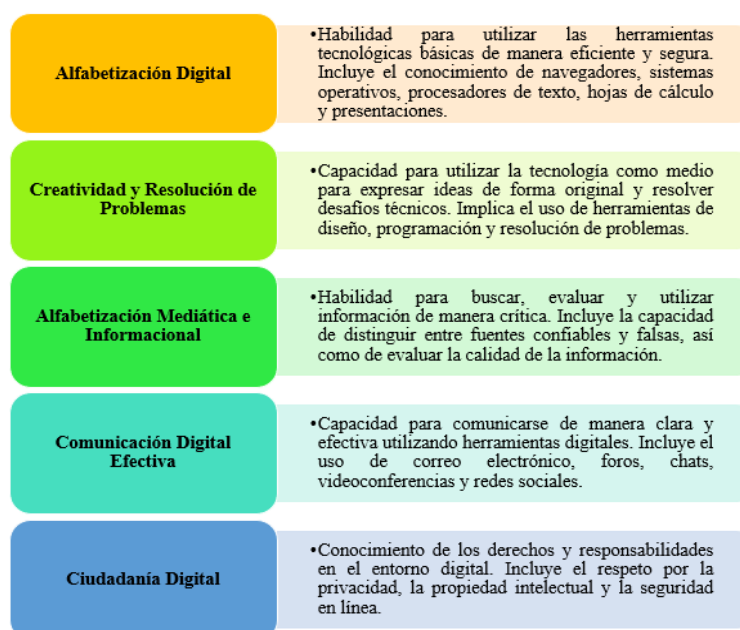 Alfabetización Digital
•Habilidad para utilizar las herramientas
tecnológicas básicas de manera eficiente y segura.
Incluye el conocimiento de navegadores, sistemas
operativos, procesadores de texto, hojas de cálculo
y presentaciones.
Creatividad y Resolución de
Problemas
•Capacidad para utilizar la tecnología como medio
para expresar ideas de forma original y resolver
desafíos técnicos. Implica el uso de herramientas de
diseño, programación y resolución de problemas.
Alfabetización Mediática e
Informacional
•Habilidad para buscar, evaluar y utilizar
información de manera crítica. Incluye la capacidad
de distinguir entre fuentes confiables y falsas, así
como de evaluar la calidad de la información.
Comunicación Digital
Efectiva
•Capacidad para comunicarse de manera clara y
efectiva utilizando herramientas digitales. Incluye el
uso de correo electrónico, foros, chats,
videoconferencias y redes sociales.
Ciudadanía Digital
•Conocimiento de los derechos y responsabilidades
en el entorno digital. Incluye el respeto por la
privacidad, la propiedad intelectual y la seguridad
en línea.